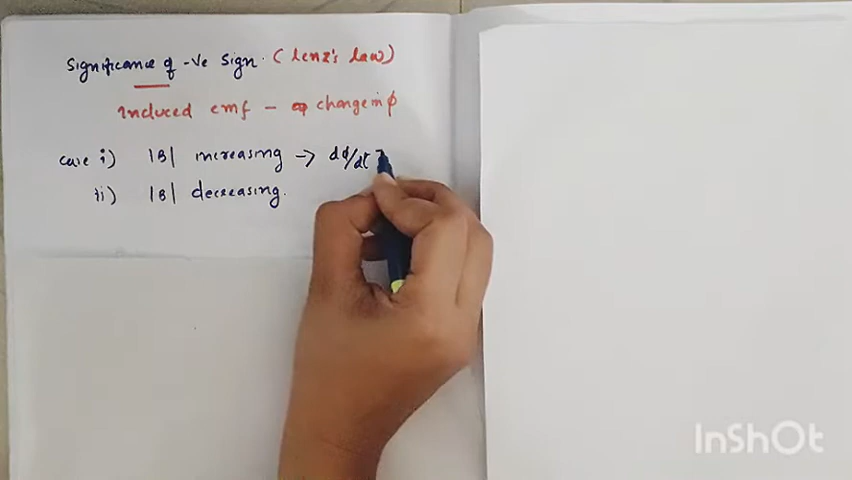 Significance of -ve sign. (lenz's law)
Induced emf - change in ϕ
case i) |B| increasing → dϕ/dt
ii) |B| decreasing.
InShOt